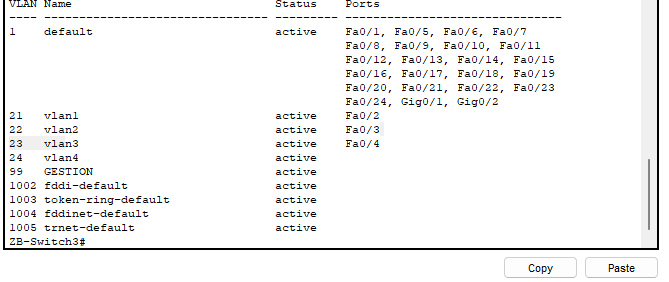 VLAN Name                             Status    Ports
---- -------------------------------- --------- -------------------------------
1    default                          active    Fa0/1, Fa0/5, Fa0/6, Fa0/7
                                                Fa0/8, Fa0/9, Fa0/10, Fa0/11
                                                Fa0/12, Fa0/13, Fa0/14, Fa0/15
                                                Fa0/16, Fa0/17, Fa0/18, Fa0/19
                                                Fa0/20, Fa0/21, Fa0/22, Fa0/23
                                                Fa0/24, Gig0/1, Gig0/2
21   vlan1                            active    Fa0/2
22   vlan2                            active    Fa0/3
23   vlan3                            active    Fa0/4
24   vlan4                            active
99   GESTION                          active
1002 fddi-default                     active
1003 token-ring-default               active
1004 fddinet-default                  active
1005 trnet-default                    active
ZB-Switch3#
Copy Paste